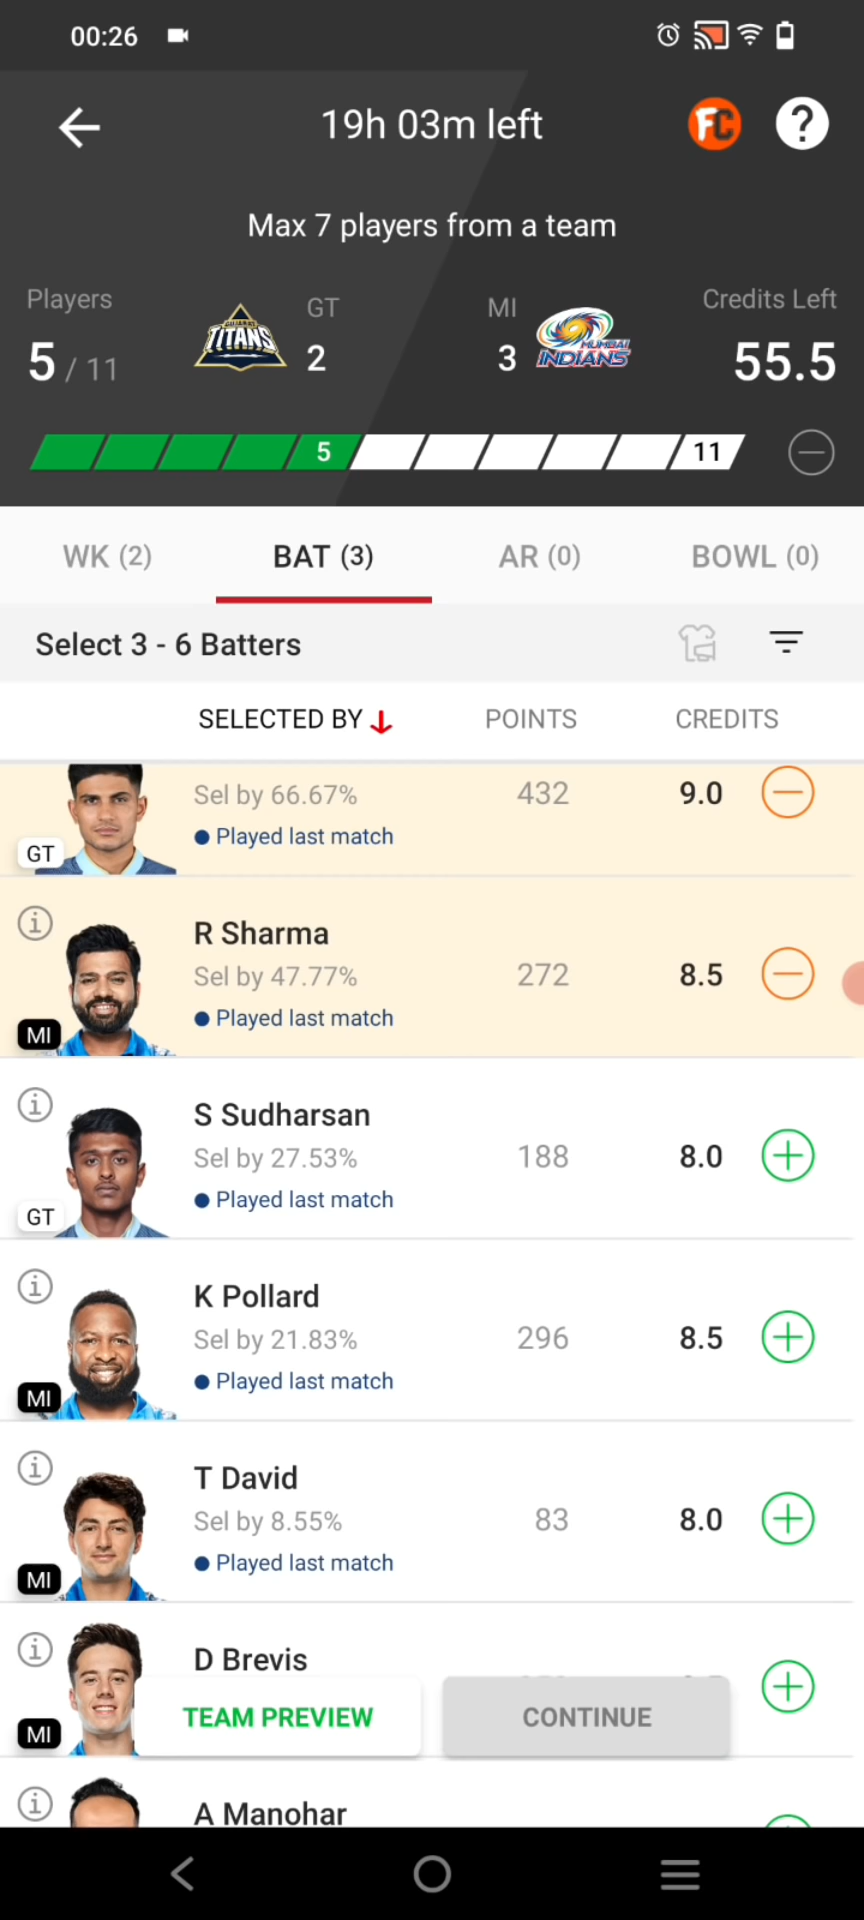 00:26
19h 03m left
FC
?
Max 7 players from a team
Players
GT
MI
Credits Left
5 / 11
GUJARAT
TITANS
2
3
MUMBAI
INDIANS
55.5
5
11
WK (2)
BAT (3)
AR (0)
BOWL (0)
Select 3 - 6 Batters
SELECTED BY
POINTS
CREDITS
Sel by 66.67%
432
9.0
Played last match
GT
R Sharma
Sel by 47.77%
272
8.5
Played last match
MI
S Sudharsan
Sel by 27.53%
188
8.0
Played last match
GT
K Pollard
Sel by 21.83%
296
8.5
Played last match
MI
T David
Sel by 8.55%
83
8.0
Played last match
MI
D Brevis
TEAM PREVIEW
CONTINUE
MI
A Manohar